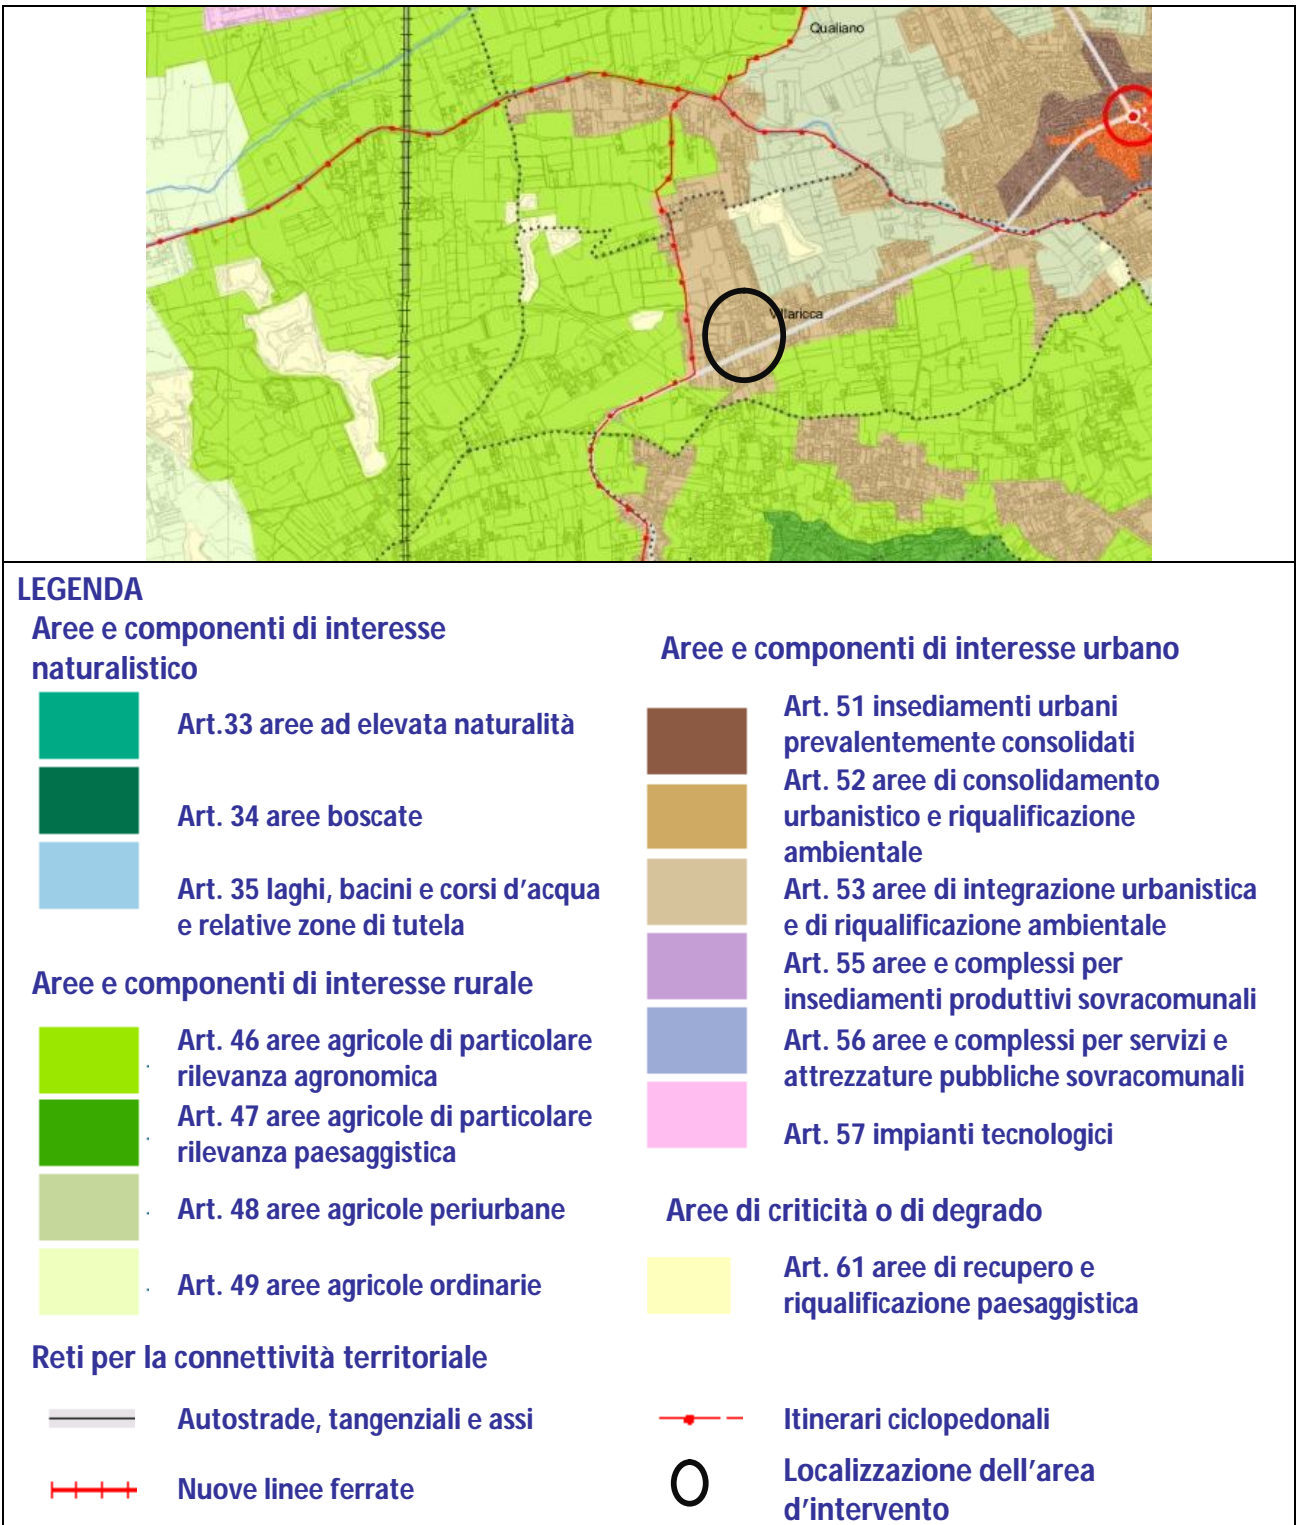 Qualiano
Villaricca
LEGENDA
Aree e componenti di interesse
naturalistico
Art.33 aree ad elevata naturalità
Art. 34 aree boscate
Art. 35 laghi, bacini e corsi d'acqua
e relative zone di tutela
Aree e componenti di interesse rurale
Art. 46 aree agricole di particolare
rilevanza agronomica
Art. 47 aree agricole di particolare
rilevanza paesaggistica
Art. 48 aree agricole periurbane
Art. 49 aree agricole ordinarie
Reti per la connettività territoriale
Autostrade, tangenziali e assi
Nuove linee ferrate
Aree e componenti di interesse urbano
Art. 51 insediamenti urbani
prevalentemente consolidati
Art. 52 aree di consolidamento
urbanistico e riqualificazione
ambientale
Art. 53 aree di integrazione urbanistica
e di riqualificazione ambientale
Art. 55 aree e complessi per
insediamenti produttivi sovracomunali
Art. 56 aree e complessi per servizi e
attrezzature pubbliche sovracomunali
Art. 57 impianti tecnologici
Aree di criticità o di degrado
Art. 61 aree di recupero e
riqualificazione paesaggistica
Itinerari ciclopedonali
Localizzazione dell'area
d'intervento